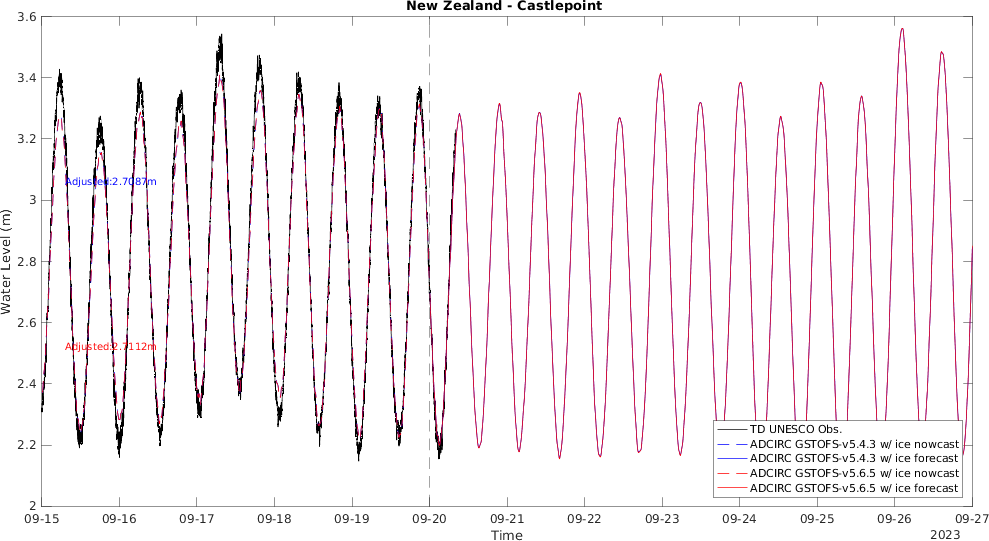 New Zealand - Castlepoint
3.6
3.4
3.2
3
2.8
2.6
2.4
2.2
2
Water Level (m)
Adjusted:2.7087m
Adjusted:2.7112m
TD UNESCO Obs.
ADCIRC GSTOFS-v5.4.3 w/ ice nowcast
ADCIRC GSTOFS-v5.4.3 w/ ice forecast
ADCIRC GSTOFS-v5.6.5 w/ ice nowcast
ADCIRC GSTOFS-v5.6.5 w/ ice forecast
09-15 09-16 09-17 09-18 09-19 09-20 09-21 09-22 09-23 09-24 09-25 09-26 09-27
Time
2023